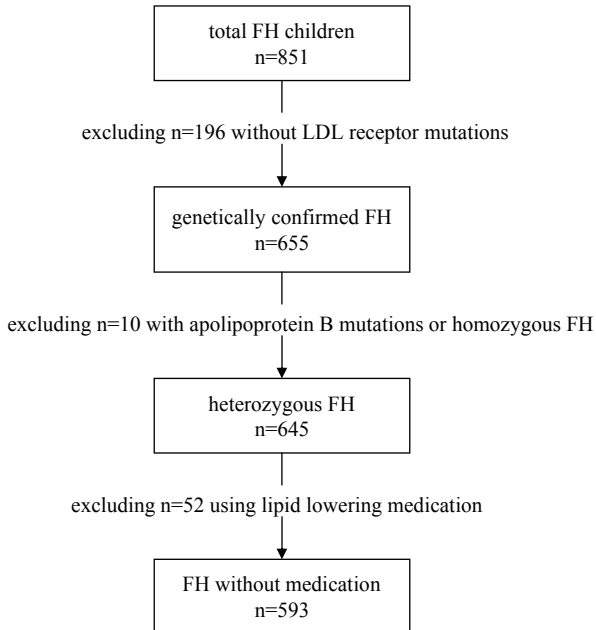 total FH children
n=851
excluding n=196 without LDL receptor mutations
genetically confirmed FH
n=655
excluding n=10 with apolipoprotein B mutations or homozygous FH
heterozygous FH
n=645
excluding n=52 using lipid lowering medication
FH without medication
n=593